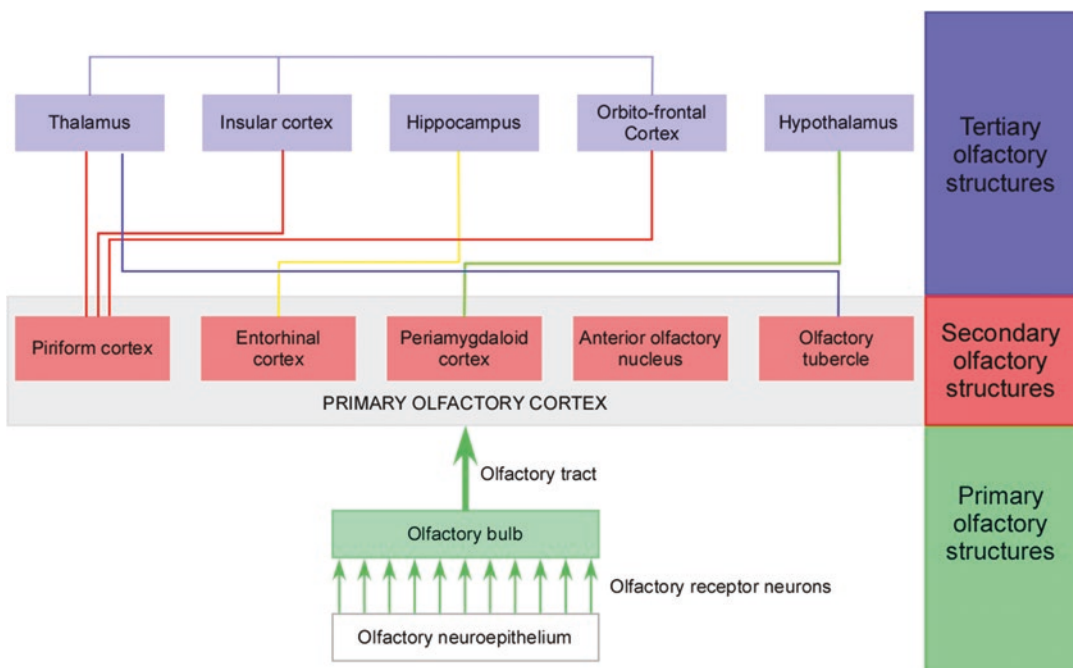 Thalamus
Insular cortex
Hippocampus
Orbito-frontal
Cortex
Hypothalamus
Tertiary
olfactory
structures
Piriform cortex
Entorhinal
cortex
Periamygdaloid
cortex
Anterior olfactory
nucleus
Olfactory
tubercle
PRIMARY OLFACTORY CORTEX
Secondary
olfactory
structures
Olfactory tract
Olfactory bulb
Olfactory receptor neurons
Olfactory neuroepithelium
Primary
olfactory
structures